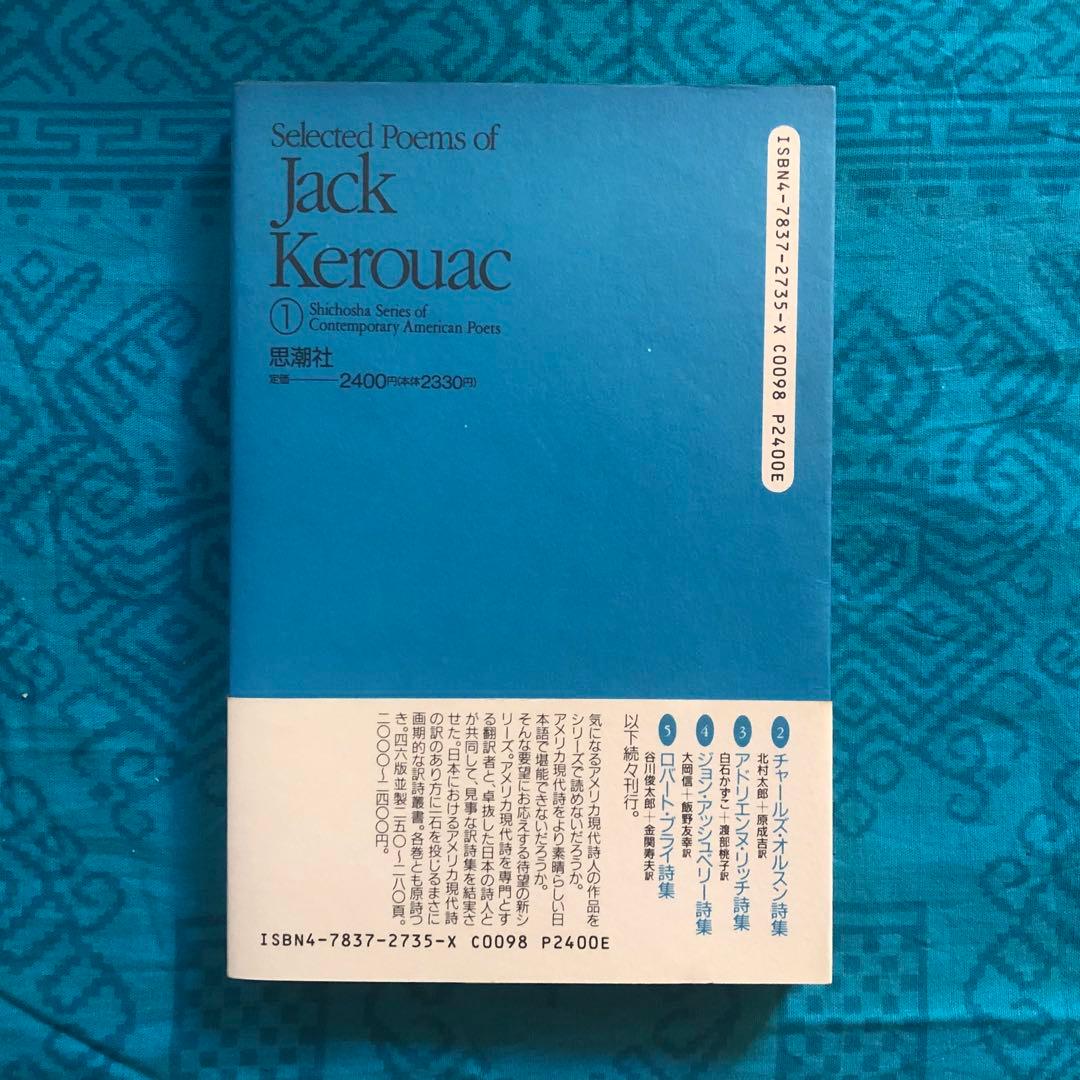 Selected Poems of
Jack
Kerouac
① Shichosha Series of
Contemporary American Poets
思潮社
定価――2400円(本体2330円)
ISBN4-7837-2735-X C0098 P2400E
2 チャールズ・オルスン詩集
北村太郎+原成吉訳
3 アドリエンヌ・リッチ詩集
白石かずこ+渡部桃子訳
4 ジョン・アッシュベリー詩集
大岡信+飯野友幸訳
5 ロバート・ブライ詩集
谷川俊太郎+金関寿夫訳
以下続々刊行。
気になるアメリカ現代詩人の作品を
シリーズで読めないだろうか。
アメリカ現代詩をより素晴らしい日
本語で堪能できないだろうか。
そんな要望にお応えする待望の新シ
リーズ。アメリカ現代詩を専門とす
る翻訳者と、卓抜した日本の詩人と
が共同して、見事な訳詩集を結実さ
せた。日本におけるアメリカ現代詩
の訳のあり方に一石を投じるまさに
画期的な訳詩叢書。各巻とも原詩つ
き。四六版並製二五〇〜二八〇頁。
二〇〇〇〜二四〇〇円。
ISBN4-7837-2735-X C0098 P2400E